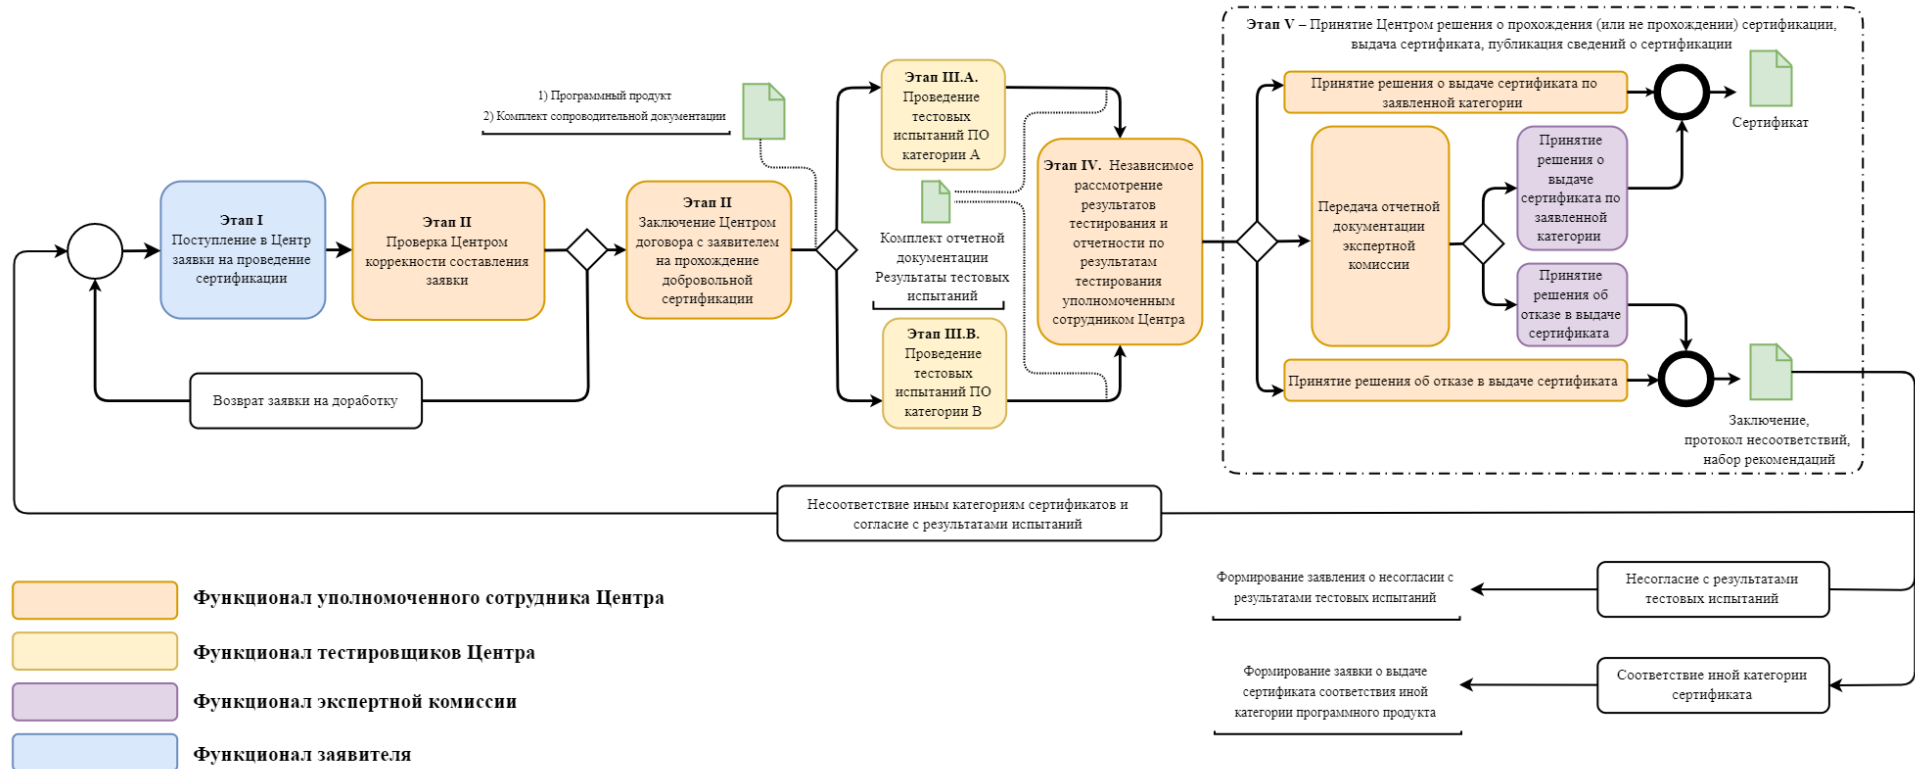 Этап V – Принятие Центром решения о прохождения (или не прохождении) сертификации,
выдача сертификата, публикация сведений о сертификации
1) Программный продукт
2) Комплект сопроводительной документации
Этап I
Поступление в Центр
заявки на проведение
сертификации
Этап II
Проверка Центром
коррекности составления
заявки
Этап II
Заключение Центром
договора с заявителем
на прохождение
добровольной
сертификации
Возврат заявки на доработку
Этап III.А.
Проведение
тестовых
испытаний ПО
категории А
Комплект отчетной
документации
Результаты тестовых
испытаний
Этап III.В.
Проведение
тестовых
испытаний ПО
категории В
Этап IV. Независимое
рассмотрение
результатов
тестирования и
отчетности по
результатам
тестирования
уполномоченным
сотрудником Центра
Принятие решения о выдаче сертификата по
заявленной категории
Передача отчетной
документации
экспертной
комиссии
Принятие
решения о
выдаче
сертификата по
заявленной
категории
Принятие
решения об
отказе в выдаче
сертификата
Принятие решения об отказе в выдаче сертификата
Сертификат
Заключение,
протокол несоответствий,
набор рекомендаций
Несоответствие иным категориям сертификатов и
согласие с результатами испытаний
Формирование заявления о несогласии с
результатами тестовых испытаний
Несогласие с результатами
тестовых испытаний
Формирование заявки о выдаче
сертификата соответствия иной
категории программного продукта
Соответствие иной категории
сертификата
Функционал уполномоченного сотрудника Центра
Функционал тестировщиков Центра
Функционал экспертной комиссии
Функционал заявителя